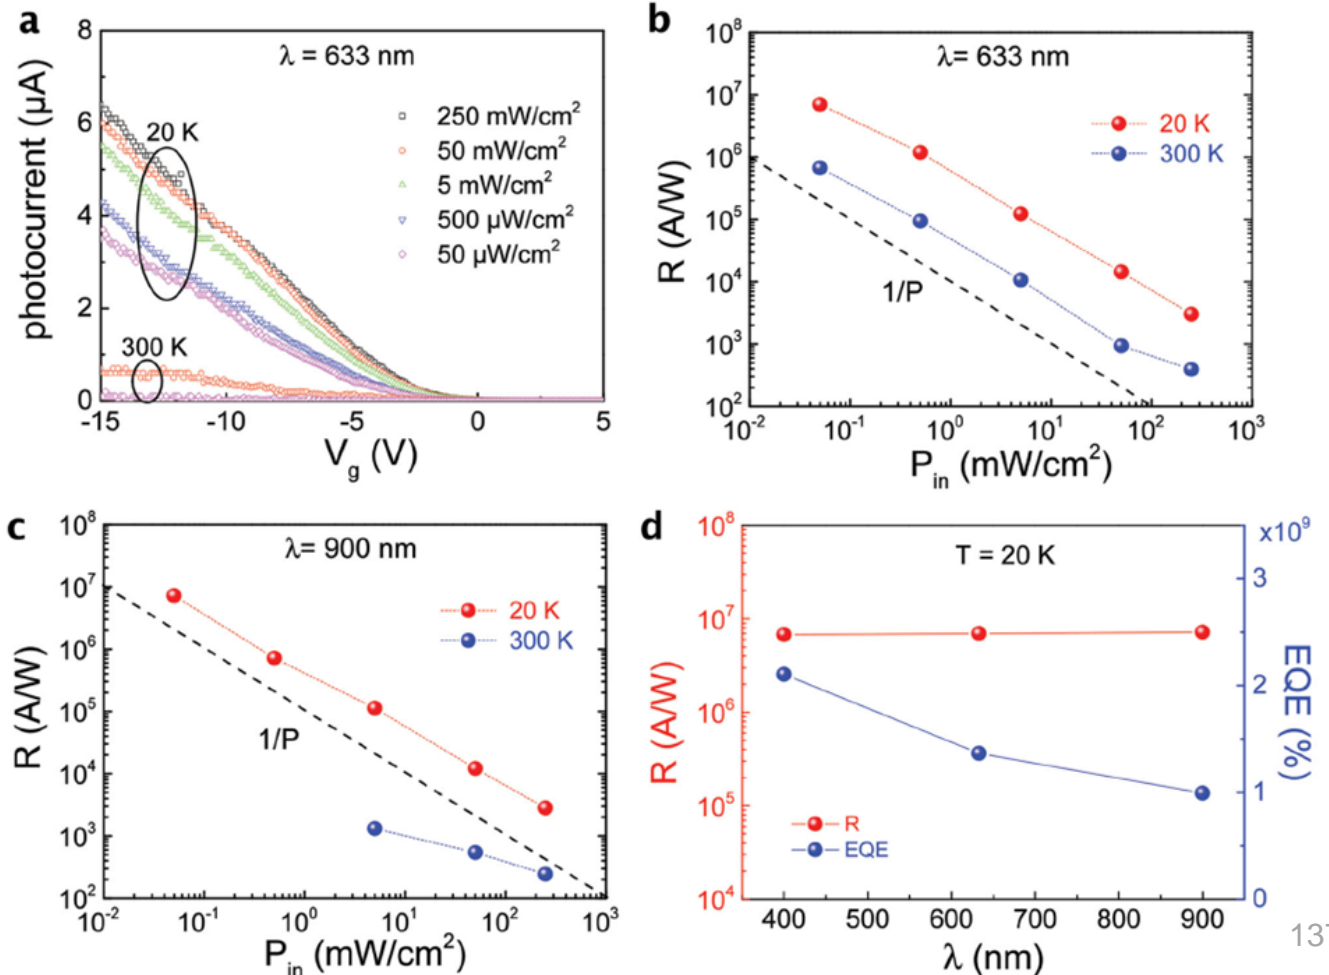 a
λ = 633 nm
photocurrent (μA)
8
6
4
2
0
20 K
300 K
250 mW/cm²
50 mW/cm²
5 mW/cm²
500 μW/cm²
50 μW/cm²
-15 -10 -5 0 5
V_g (V)
b
λ= 633 nm
R (A/W)
10⁸
10⁷
10⁶
10⁵
10⁴
10³
10²
20 K
300 K
1/P
10⁻² 10⁻¹ 10⁰ 10¹ 10² 10³
P_in (mW/cm²)
c
λ= 900 nm
R (A/W)
10⁸
10⁷
10⁶
10⁵
10⁴
10³
10²
20 K
300 K
1/P
10⁻² 10⁻¹ 10⁰ 10¹ 10² 10³
P_in (mW/cm²)
d
T = 20 K
R (A/W)
10⁸
10⁷
10⁶
10⁵
10⁴
x10⁹
3
2
1
0
EQE (%)
R
EQE
400 500 600 700 800 900
λ (nm)